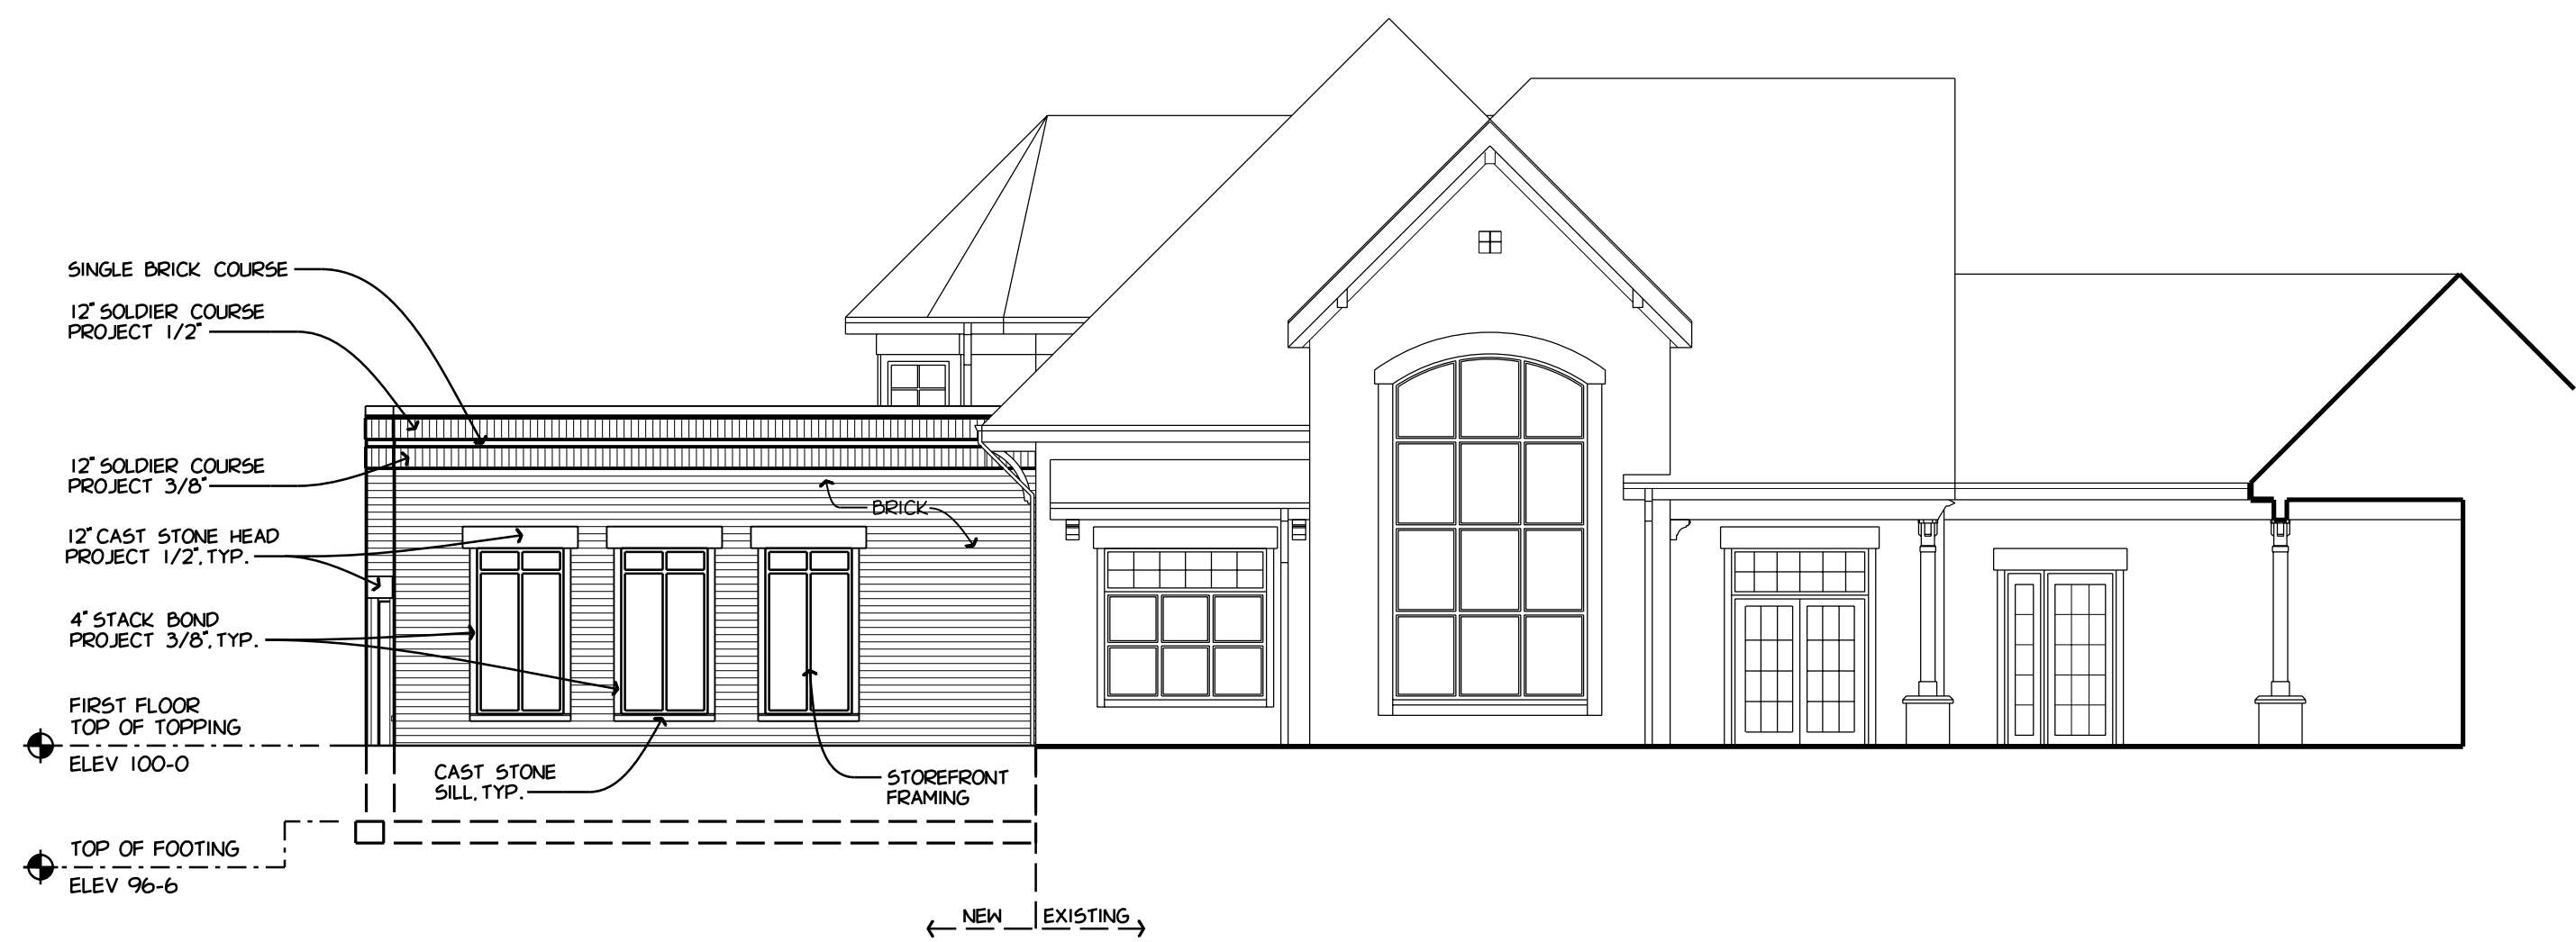 SINGLE BRICK COURSE
12" SOLDIER COURSE
PROJECT 1/2"
12" SOLDIER COURSE
PROJECT 3/8"
BRICK
12" CAST STONE HEAD
PROJECT 1/2", TYP.
4" STACK BOND
PROJECT 3/8", TYP.
FIRST FLOOR
TOP OF TOPPING
ELEV 100-0
CAST STONE
SILL, TYP.
STOREFRONT
FRAMING
TOP OF FOOTING
ELEV 96-6
NEW EXISTING